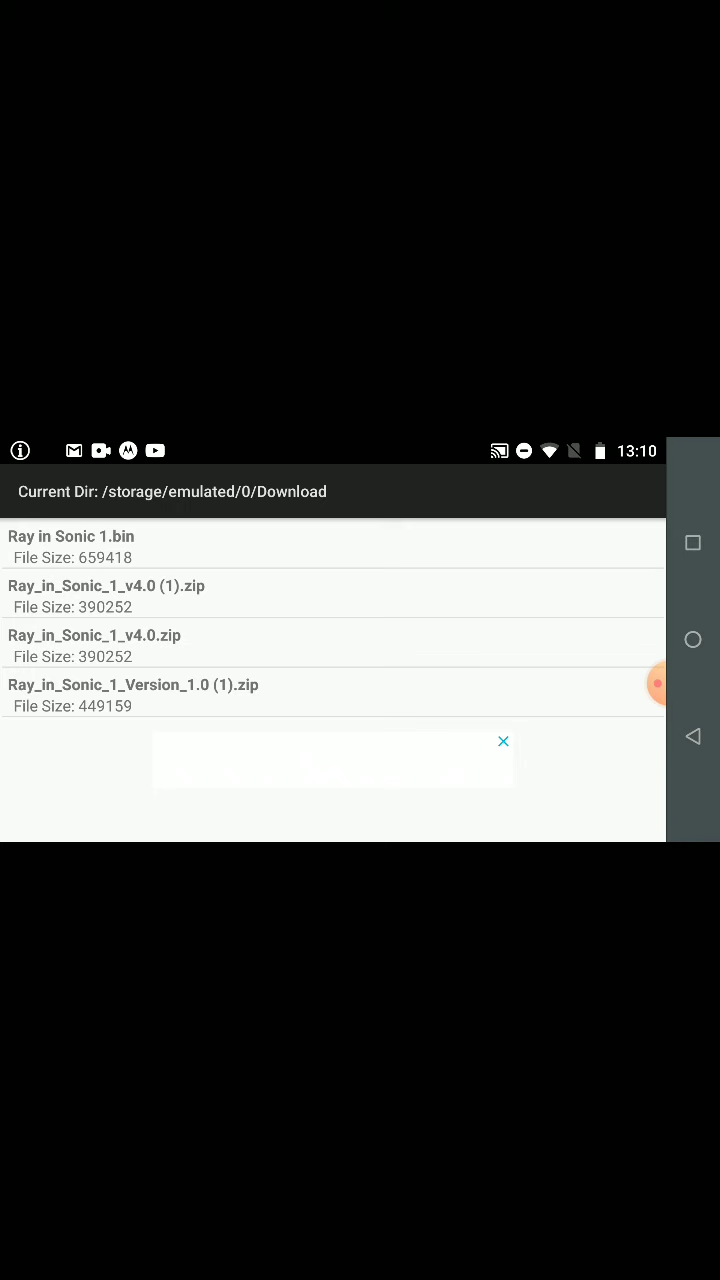 13:10
Current Dir: /storage/emulated/0/Download
Ray in Sonic 1.bin
File Size: 659418
Ray_in_Sonic_1_v4.0 (1).zip
File Size: 390252
Ray_in_Sonic_1_v4.0.zip
File Size: 390252
Ray_in_Sonic_1_Version_1.0 (1).zip
File Size: 449159